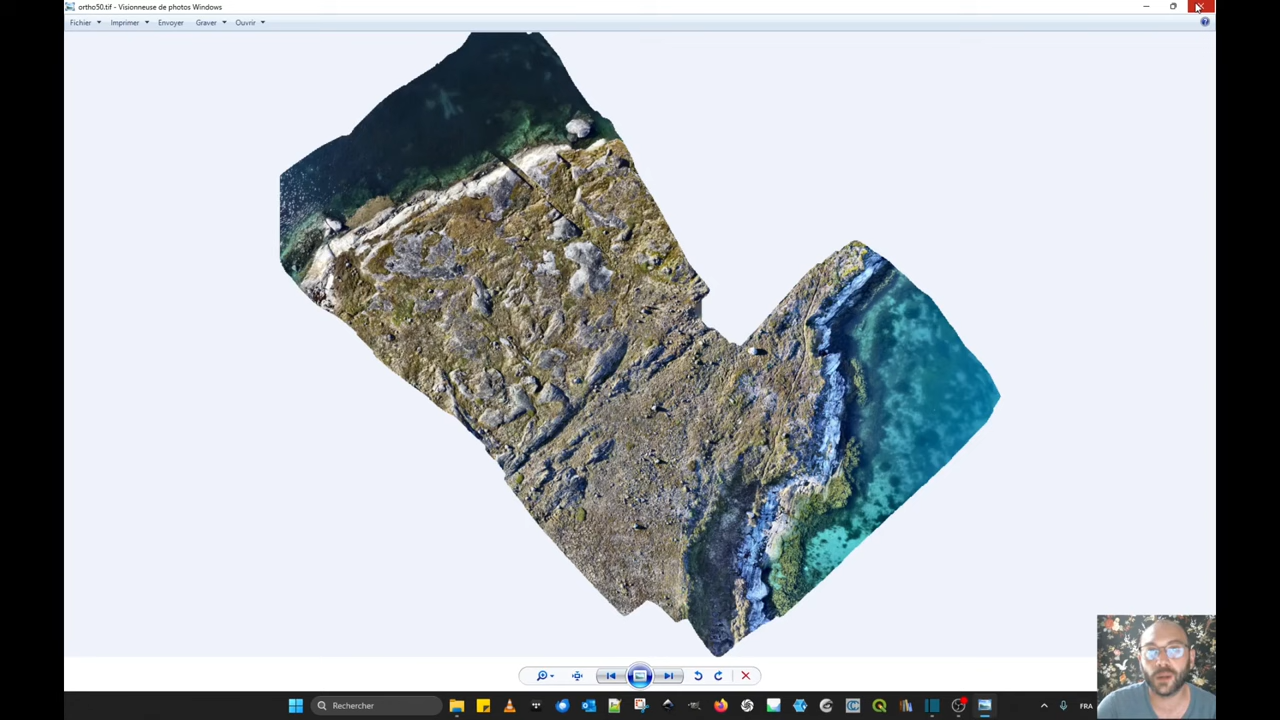 ortho50.tif - Visionneuse de photos Windows
Fichier Imprimer Envoyer Graver Ouvrir
Rechercher FRA